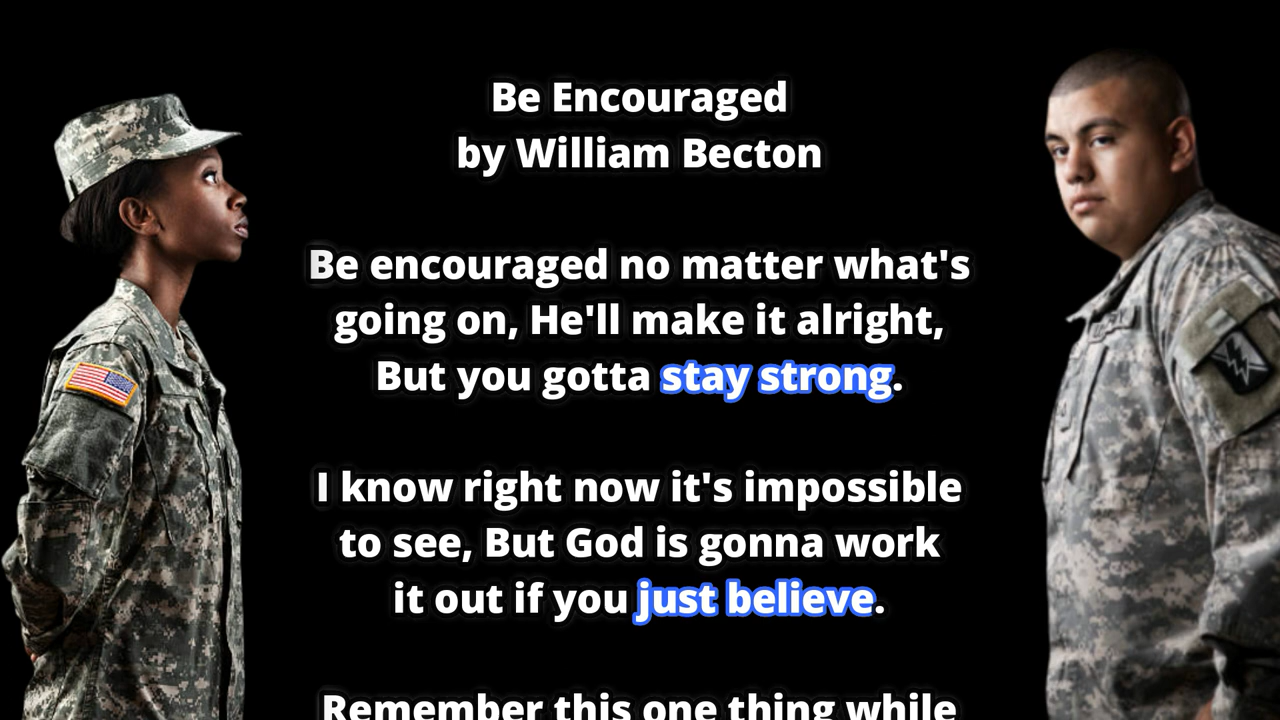 Be Encouraged
by William Becton
Be encouraged no matter what's
going on, He'll make it alright,
But you gotta stay strong.
I know right now it's impossible
to see, But God is gonna work
it out if you just believe.
Remember this one thing while